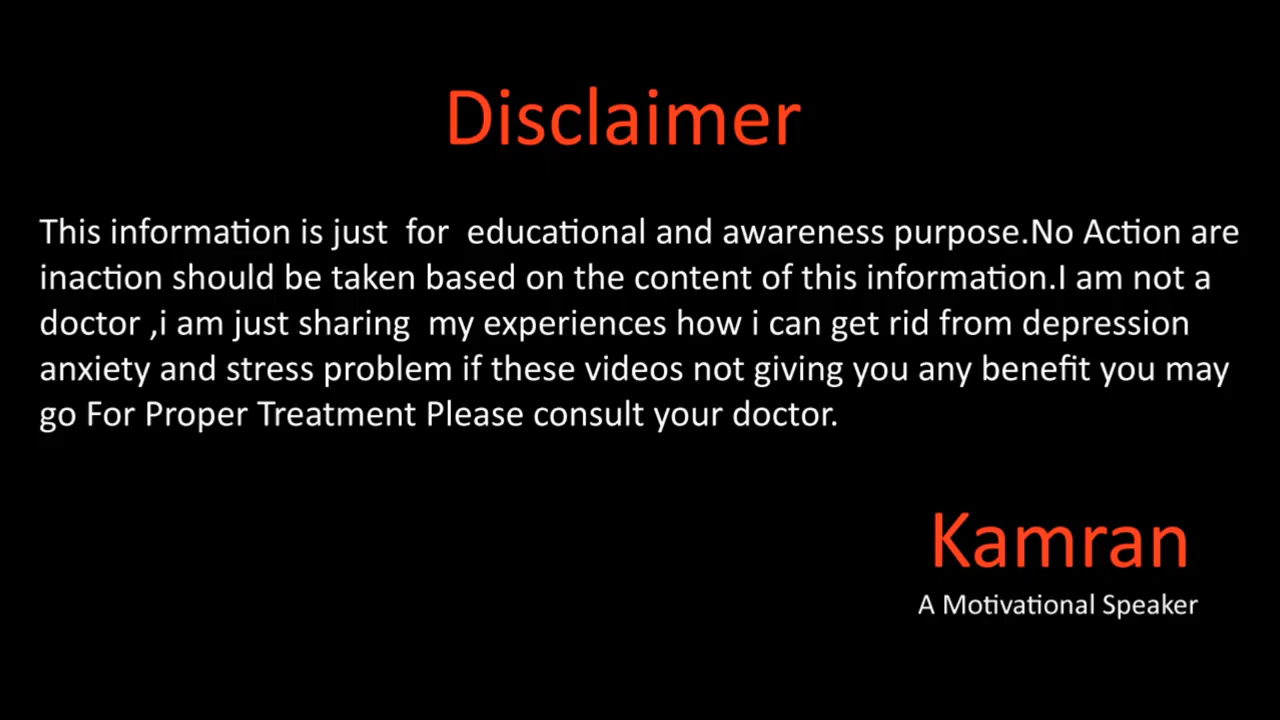 Disclaimer
This information is just  for  educational and awareness purpose.No Action are
inaction should be taken based on the content of this information.I am not a
doctor ,i am just sharing  my experiences how i can get rid from depression
anxiety and stress problem if these videos not giving you any benefit you may
go For Proper Treatment Please consult your doctor.
Kamran
A Motivational Speaker